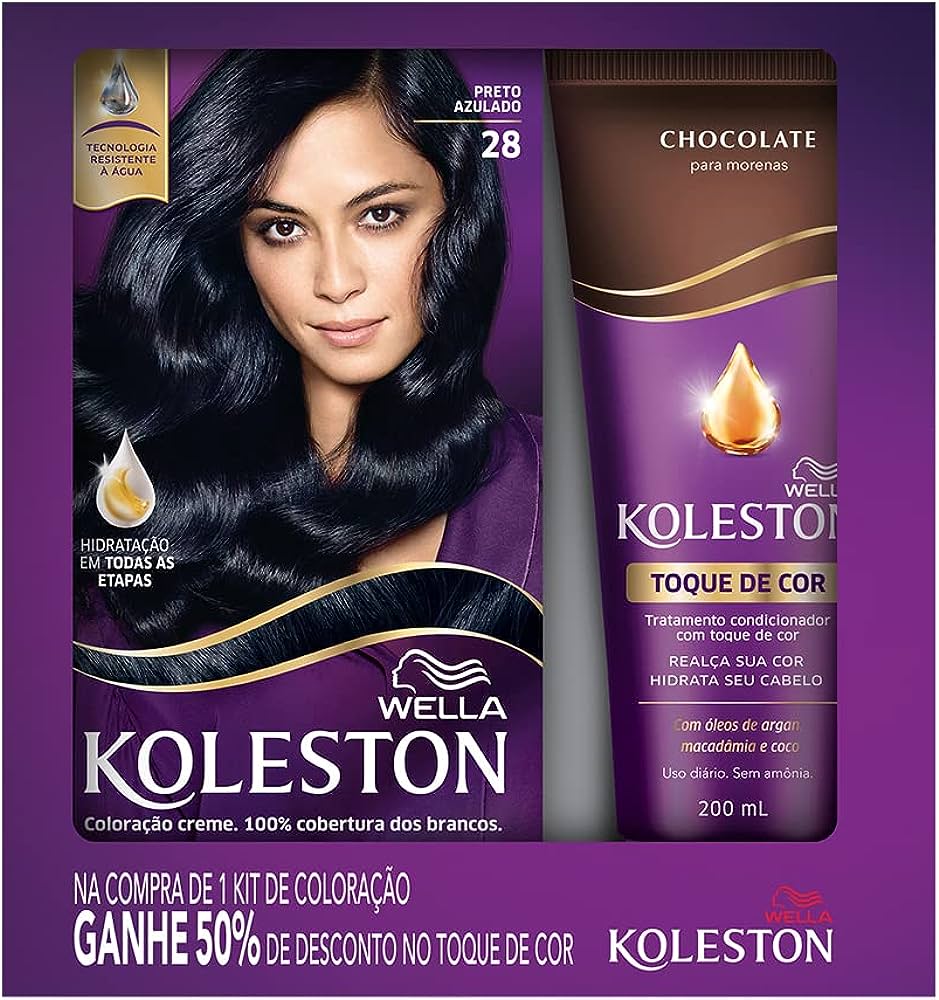 TECNOLOGIA
RESISTENTE
À ÁGUA
PRETO
AZULADO
28
HIDRATAÇÃO
EM TODAS AS
ETAPAS
WELLA
KOLESTON
Coloração creme. 100% cobertura dos brancos.
CHOCOLATE
para morenas
WELL
KOLESTON
TOQUE DE COR
Tratamento condicionador
com toque de cor
REALÇA SUA COR
HIDRATA SEU CABELO
Com óleos de argan,
macadâmia e coco
Uso diário. Sem amônia.
200 mL
NA COMPRA DE 1 KIT DE COLORAÇÃO
GANHE 50% DE DESCONTO NO TOQUE DE COR
WELLA
KOLESTON